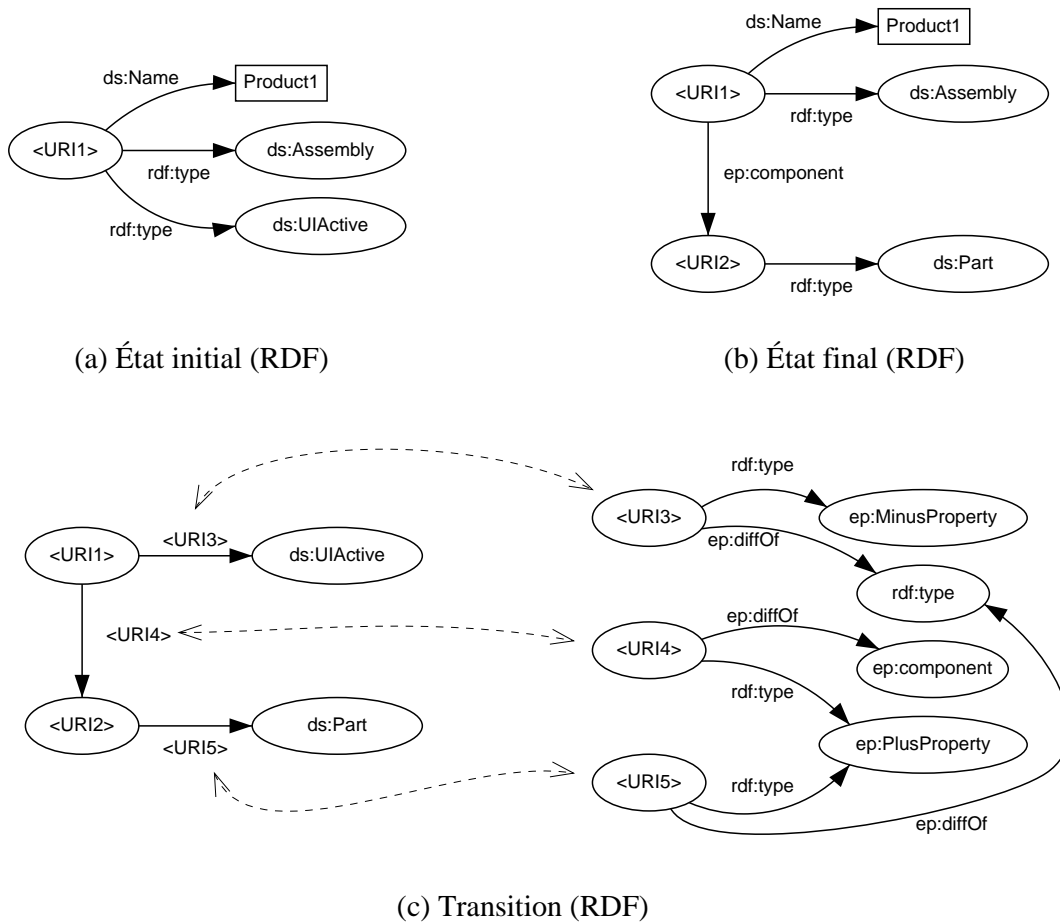 ds:Name
Product1
<URI1>
ds:Assembly
rdf:type
ds:UIActive
rdf:type
(a) État initial (RDF)
ds:Name
Product1
<URI1>
ds:Assembly
rdf:type
ep:component
<URI2>
ds:Part
rdf:type
(b) État final (RDF)
<URI1>
<URI3>
ds:UIActive
<URI4>
<URI2>
ds:Part
<URI5>
rdf:type
<URI3>
ep:MinusProperty
ep:diffOf
rdf:type
ep:diffOf
<URI4>
ep:component
rdf:type
ep:PlusProperty
<URI5>
rdf:type
ep:diffOf
(c) Transition (RDF)